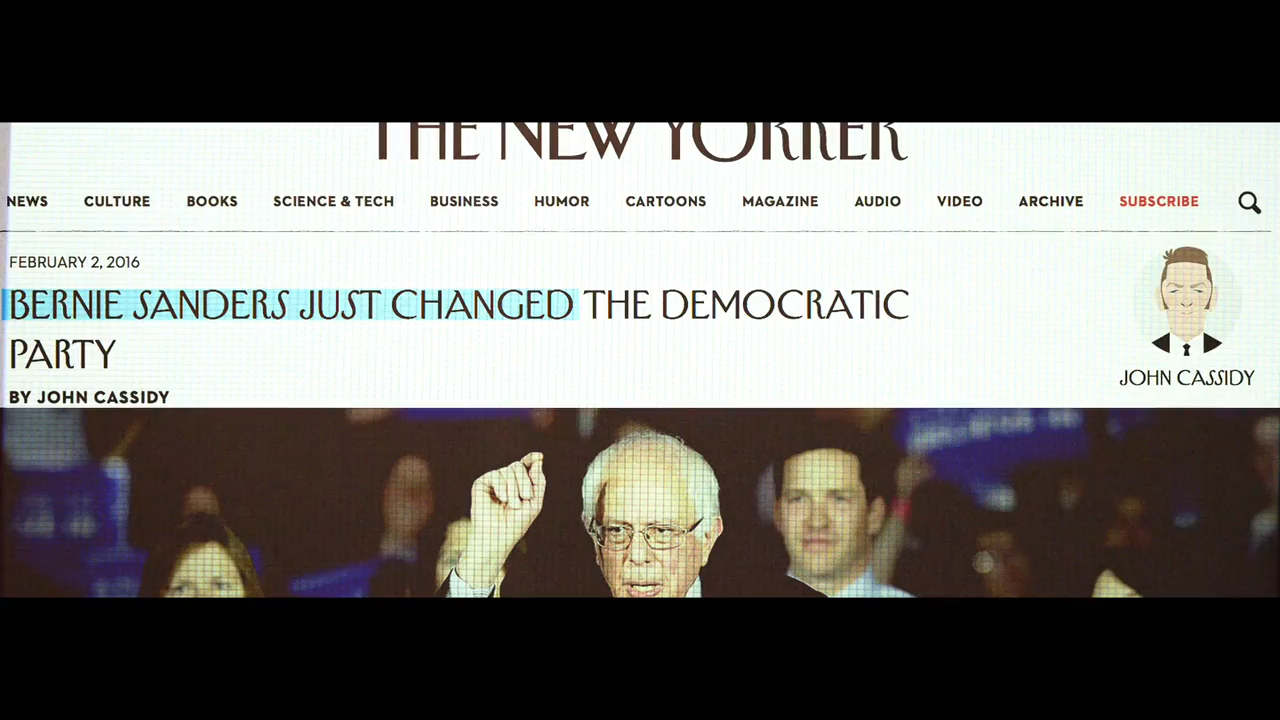 THE NEW YORKER
NEWS CULTURE BOOKS SCIENCE & TECH BUSINESS HUMOR CARTOONS MAGAZINE AUDIO VIDEO ARCHIVE SUBSCRIBE
FEBRUARY 2, 2016
BERNIE SANDERS JUST CHANGED THE DEMOCRATIC
PARTY
BY JOHN CASSIDY
JOHN CASSIDY